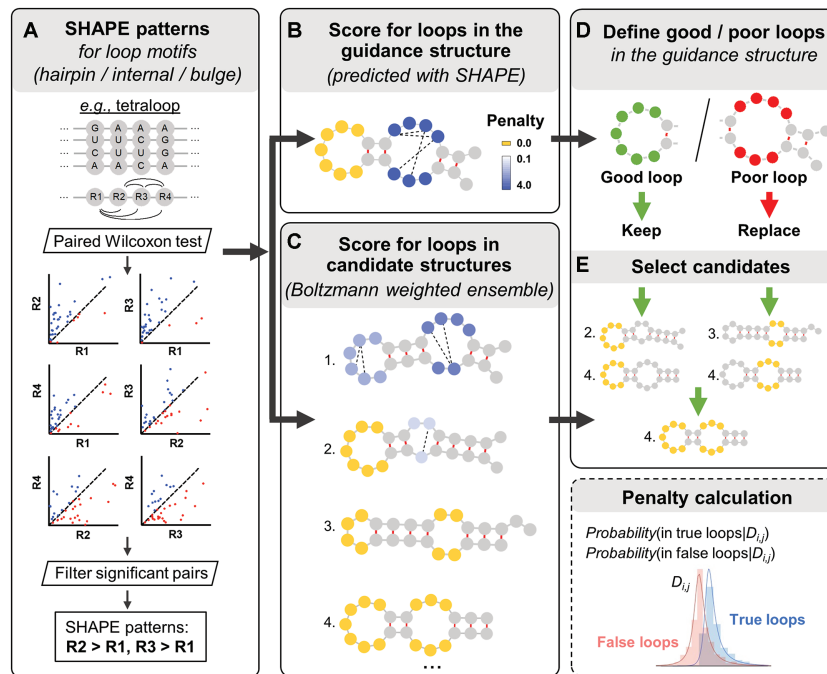 A SHAPE patterns
for loop motifs
(hairpin / internal / bulge)
e.g., tetraloop
... G A A A ...
... U U C G ...
... C U U G ...
... A A C A ...
... R1 R2 R3 R4 ...
Paired Wilcoxon test
R2
R1
R3
R1
R4
R1
R3
R2
R4
R2
R4
R3
Filter significant pairs
SHAPE patterns:
R2 > R1, R3 > R1
B Score for loops in the
guidance structure
(predicted with SHAPE)
Penalty
0.0
0.1
4.0
C Score for loops in
candidate structures
(Boltzmann weighted ensemble)
1.
2.
3.
4.
...
D Define good / poor loops
in the guidance structure
Good loop
Poor loop
Keep
Replace
E Select candidates
2.
3.
4.
4.
4.
Penalty calculation
Probability(in true loops|Di,j)
Probability(in false loops|Di,j)
Di,j
True loops
False loops